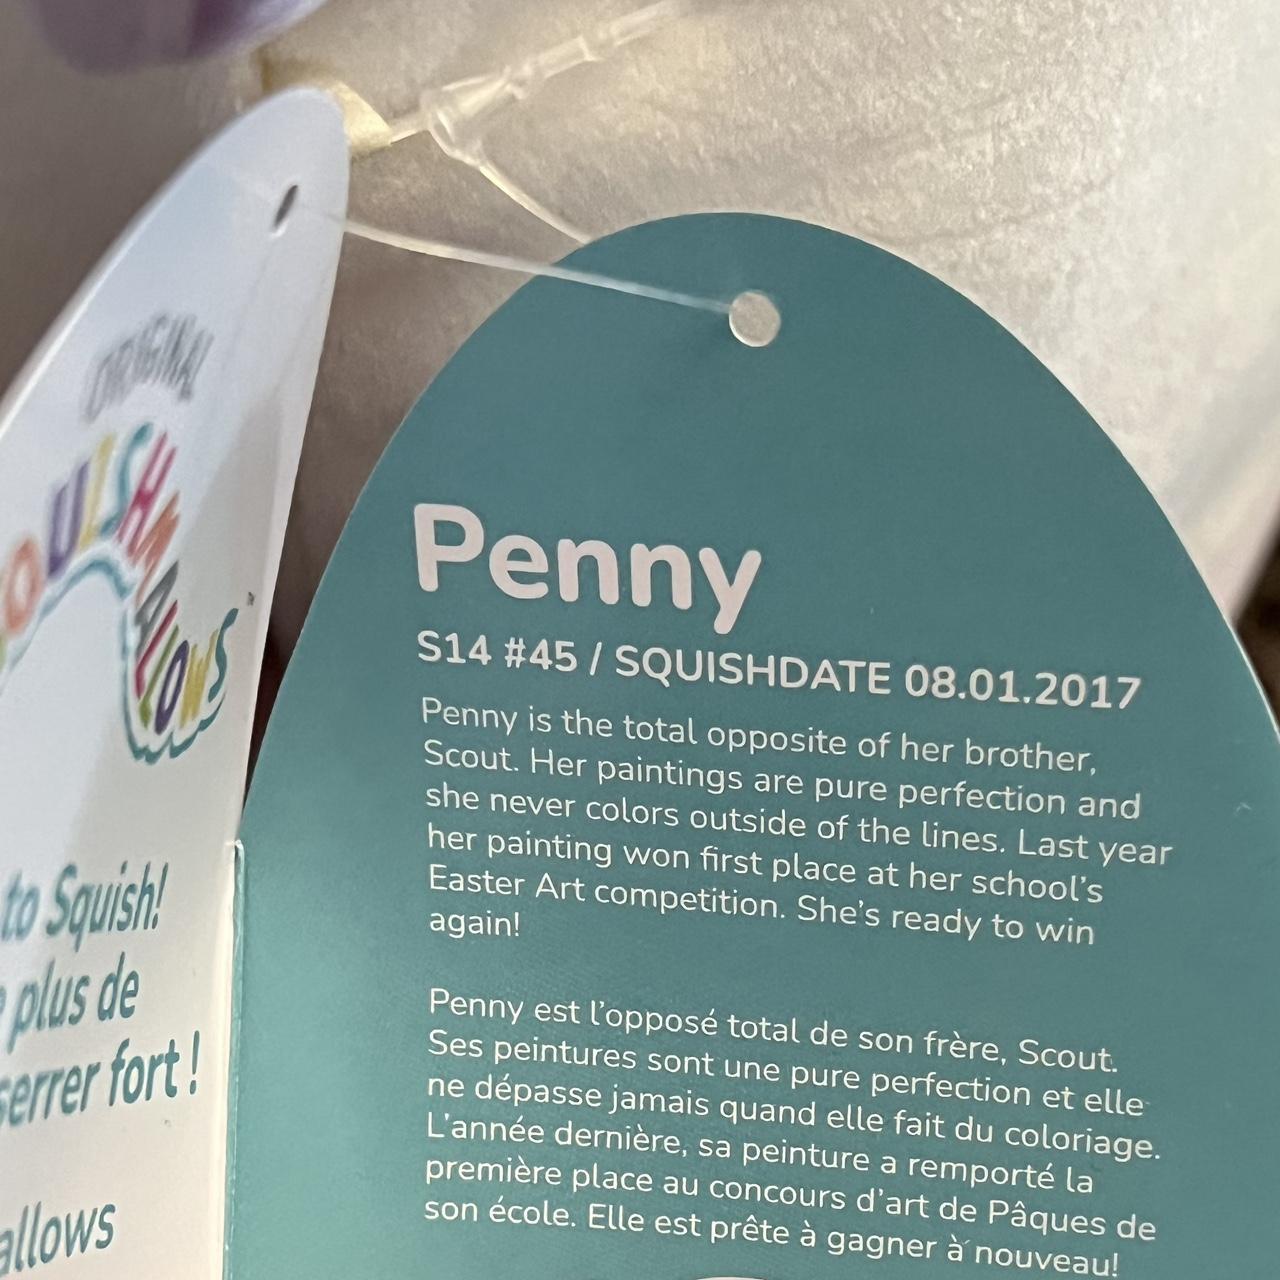 ORIGINAL
SQUISHMALLOWS™
to Squish!
plus de
serrer fort !
allows
Penny
S14 #45 / SQUISHDATE 08.01.2017
Penny is the total opposite of her brother,
Scout. Her paintings are pure perfection and
she never colors outside of the lines. Last year
her painting won first place at her school's
Easter Art competition. She's ready to win
again!
Penny est l'opposé total de son frère, Scout.
Ses peintures sont une pure perfection et elle
ne dépasse jamais quand elle fait du coloriage.
L'année dernière, sa peinture a remporté la
première place au concours d'art de Pâques de
son école. Elle est prête à gagner à nouveau!